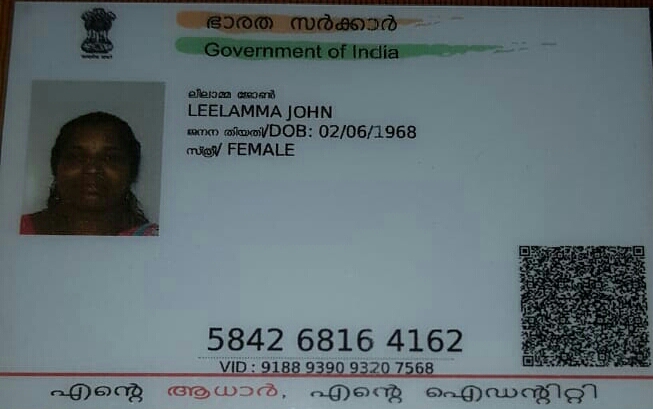 ഭാരത സർക്കാർ
Government of India
ലീലാമ്മ ജോൺ
LEELAMMA JOHN
ജനന തിയതി/DOB: 02/06/1968
സ്ത്രീ/ FEMALE
5842 6816 4162
VID : 9188 9390 9320 7568
എന്റെ ആധാർ, എന്റെ ഐഡന്റിറ്റി